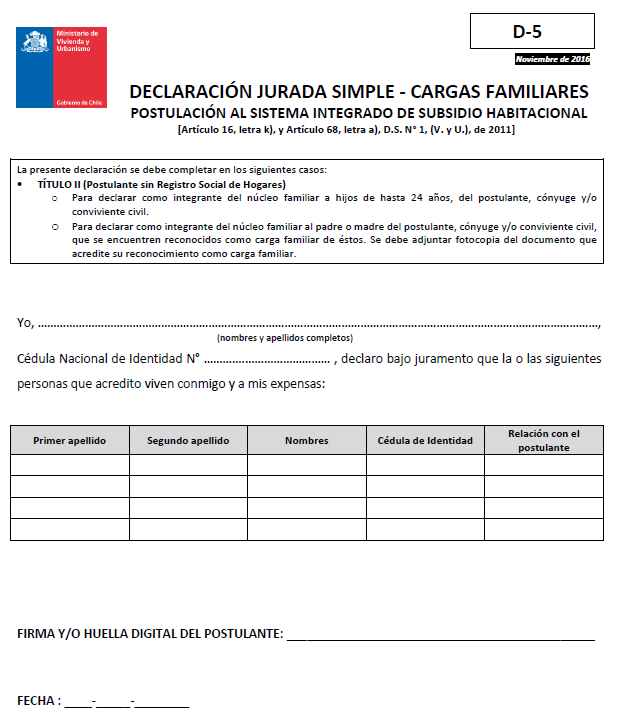 Ministerio de
Vivienda y
Urbanismo
Gobierno de Chile
D-5
Noviembre de 2016
DECLARACIÓN JURADA SIMPLE - CARGAS FAMILIARES
POSTULACIÓN AL SISTEMA INTEGRADO DE SUBSIDIO HABITACIONAL
[Artículo 16, letra k), y Artículo 68, letra a), D.S. N° 1, (V. y U.), de 2011]
La presente declaración se debe completar en los siguientes casos:
• TÍTULO II (Postulante sin Registro Social de Hogares)
o Para declarar como integrante del núcleo familiar a hijos de hasta 24 años, del postulante, cónyuge y/o
conviviente civil.
o Para declarar como integrante del núcleo familiar al padre o madre del postulante, cónyuge y/o conviviente civil,
que se encuentren reconocidos como carga familiar de éstos. Se debe adjuntar fotocopia del documento que
acredite su reconocimiento como carga familiar.
Yo, ……………………………………………………………………………………………………………………………,
(nombres y apellidos completos)
Cédula Nacional de Identidad N° …………………………………… , declaro bajo juramento que la o las siguientes
personas que acredito viven conmigo y a mis expensas:
Primer apellido Segundo apellido Nombres Cédula de Identidad Relación con el
postulante
FIRMA Y/O HUELLA DIGITAL DEL POSTULANTE: ____________________________________________
FECHA : ____-_____-________